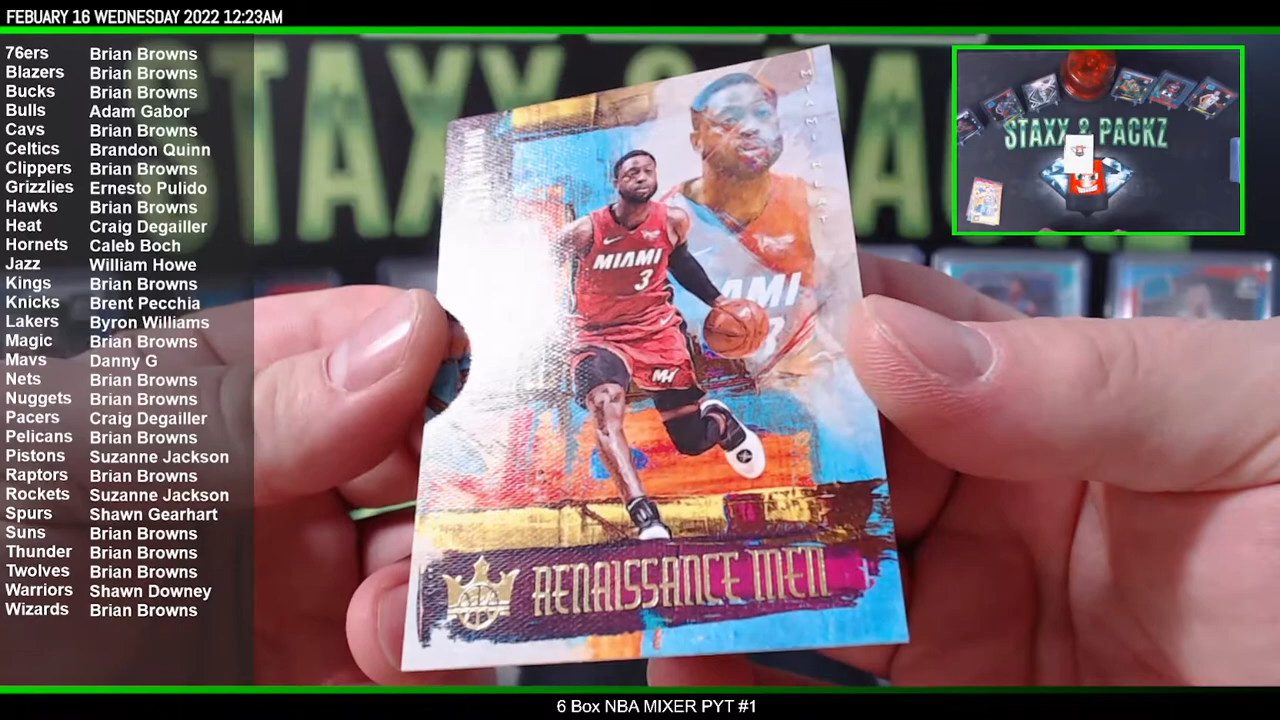 FEBUARY 16 WEDNESDAY 2022 12:23AM
76ers Brian Browns
Blazers Brian Browns
Bucks Brian Browns
Bulls Adam Gabor
Cavs Brian Browns
Celtics Brandon Quinn
Clippers Brian Browns
Grizzlies Ernesto Pulido
Hawks Brian Browns
Heat Craig Degailler
Hornets Caleb Boch
Jazz William Howe
Kings Brian Browns
Knicks Brent Pecchia
Lakers Byron Williams
Magic Brian Browns
Mavs Danny G
Nets Brian Browns
Nuggets Brian Browns
Pacers Craig Degailler
Pelicans Brian Browns
Pistons Suzanne Jackson
Raptors Brian Browns
Rockets Suzanne Jackson
Spurs Shawn Gearhart
Suns Brian Browns
Thunder Brian Browns
Twolves Brian Browns
Warriors Shawn Downey
Wizards Brian Browns
STAXX & PACKZ
STAXX & PACKZ
MIAMI HEAT
MIAMI
3
AMI
RENAISSANCE MEN
6 Box NBA MIXER PYT #1